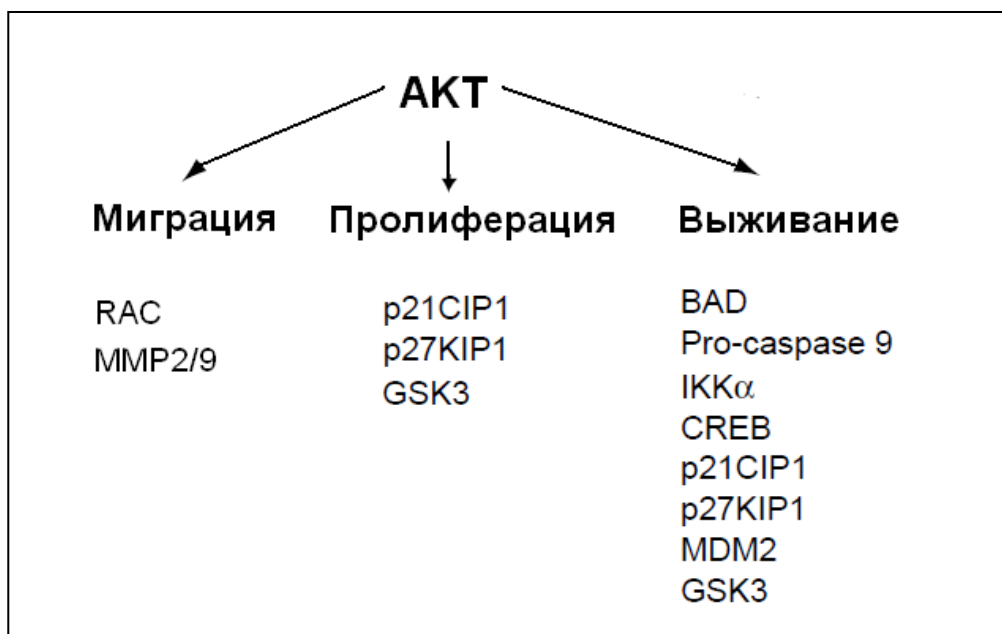 AKT
Миграция
RAC
MMP2/9
Пролиферация
p21CIP1
p27KIP1
GSK3
Выживание
BAD
Pro-caspase 9
IKKα
CREB
p21CIP1
p27KIP1
MDM2
GSK3